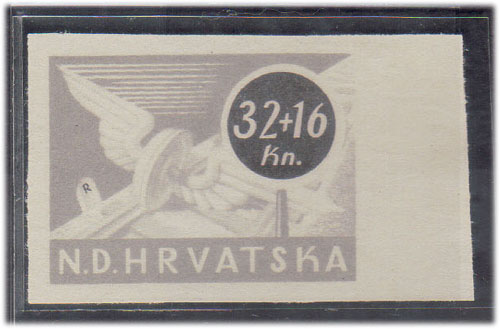 32+16
Kn.
R
N.D.HRVATSKA